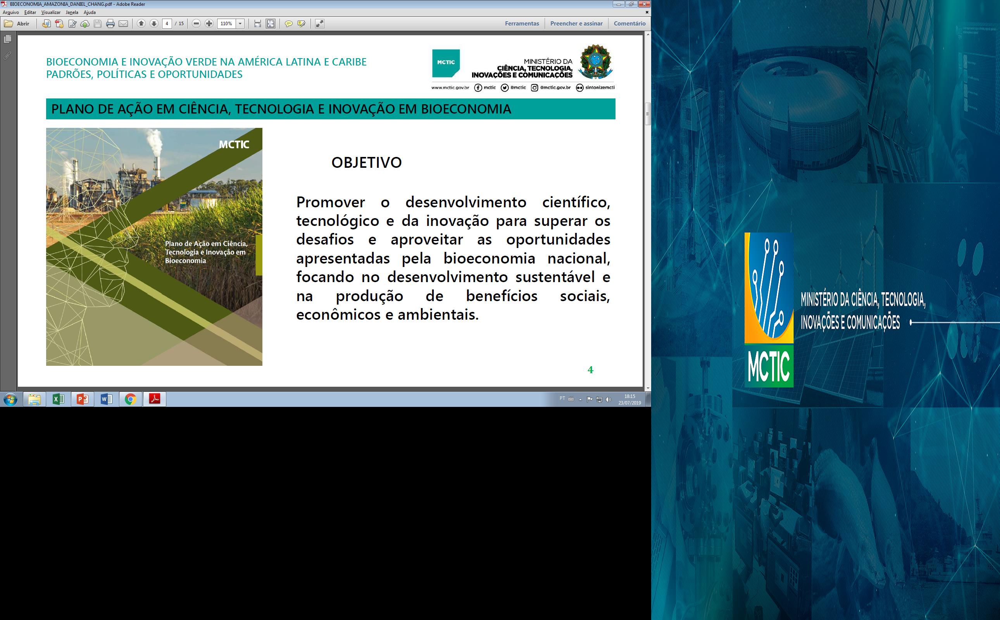 BIOECONOMIA_AMAZONIA_DANIEL_CHANG.pdf - Adobe Reader
Arquivo Editar Visualizar Janela Ajuda
Abrir 4 / 15 110% Ferramentas Preencher e assinar Comentário
BIOECONOMIA E INOVAÇÃO VERDE NA AMÉRICA LATINA E CARIBE
PADRÕES, POLÍTICAS E OPORTUNIDADES
MCTIC
MINISTÉRIO DA
CIÊNCIA, TECNOLOGIA,
INOVAÇÕES E COMUNICAÇÕES
www.mctic.gov.br mctic @mctic @mctic.gov.br sintonizemcti
PLANO DE AÇÃO EM CIÊNCIA, TECNOLOGIA E INOVAÇÃO EM BIOECONOMIA
MCTIC
Plano de Ação em Ciência,
Tecnologia e Inovação em
Bioeconomia
OBJETIVO
Promover o desenvolvimento científico,
tecnológico e da inovação para superar os
desafios e aproveitar as oportunidades
apresentadas pela bioeconomia nacional,
focando no desenvolvimento sustentável e
na produção de benefícios sociais,
econômicos e ambientais.
4
PT
18:15
23/07/2019
MINISTÉRIO DA CIÊNCIA, TECNOLOGIA,
INOVAÇÕES E COMUNICAÇÕES
MCTIC